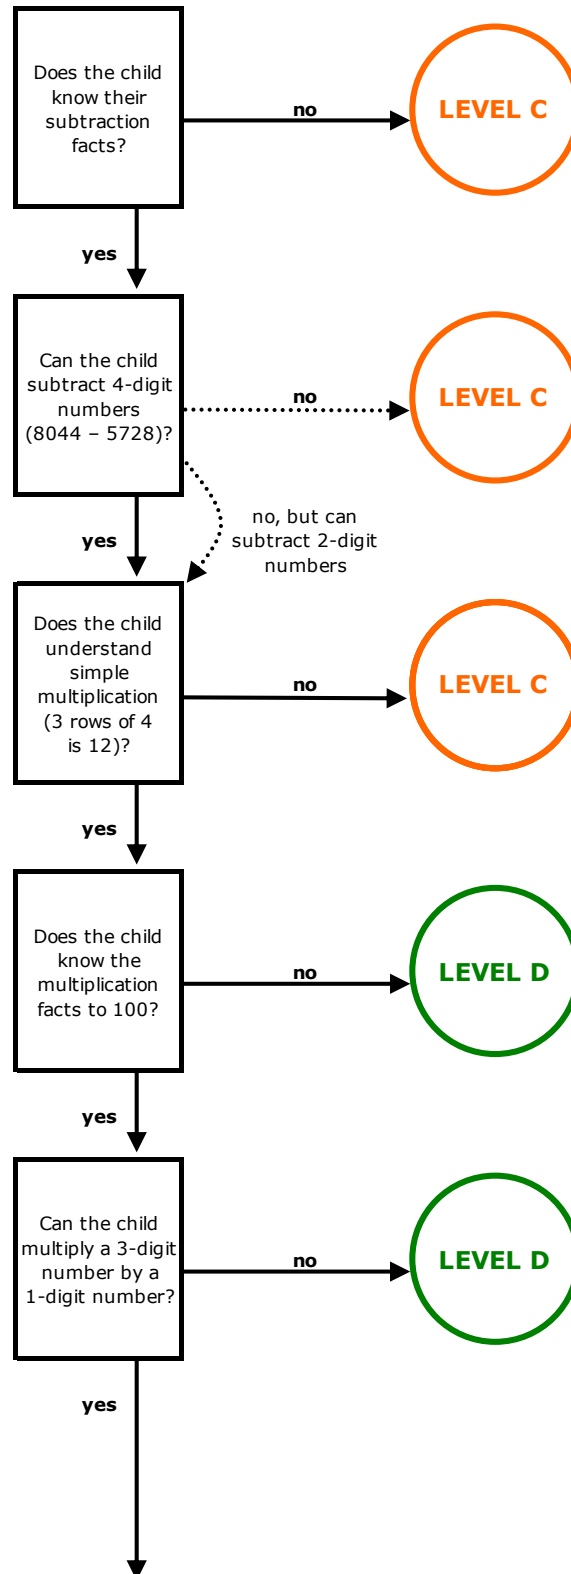 Does the child
know their
subtraction
facts?
no
LEVEL C
yes
Can the child
subtract 4-digit
numbers
(8044 – 5728)?
no
LEVEL C
no, but can
subtract 2-digit
numbers
yes
Does the child
understand
simple
multiplication
(3 rows of 4
is 12)?
no
LEVEL C
yes
Does the child
know the
multiplication
facts to 100?
no
LEVEL D
yes
Can the child
multiply a 3-digit
number by a
1-digit number?
no
LEVEL D
yes